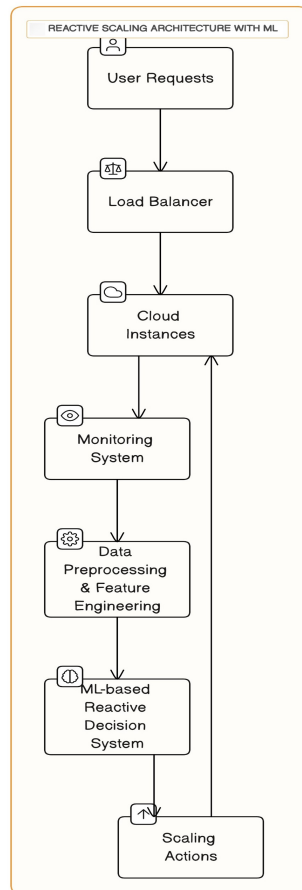 REACTIVE SCALING ARCHITECTURE WITH ML
User Requests
Load Balancer
Cloud
Instances
Monitoring
System
Data
Preprocessing
& Feature
Engineering
ML-based
Reactive
Decision
System
Scaling
Actions